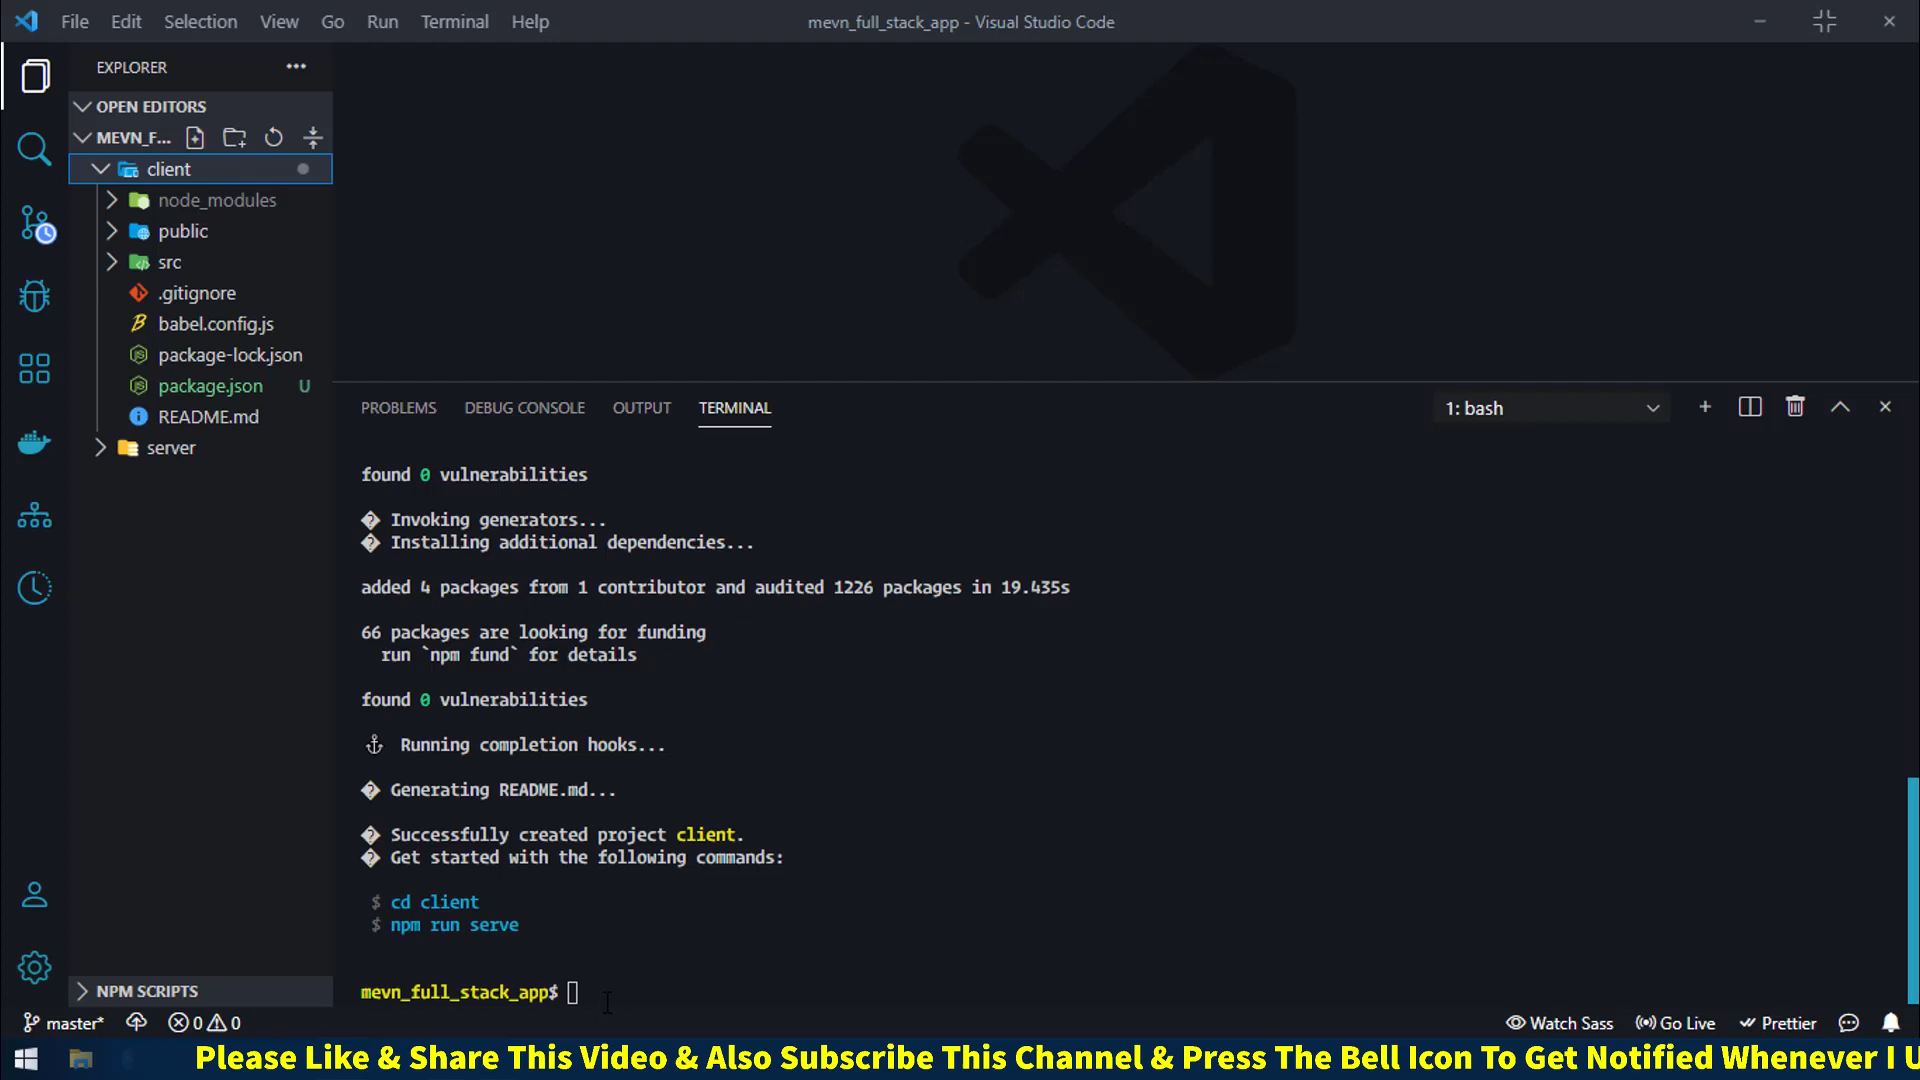 File Edit Selection View Go Run Terminal Help
mevn_full_stack_app - Visual Studio Code
EXPLORER
OPEN EDITORS
MEVN_F...
client
node_modules
public
src
.gitignore
babel.config.js
package-lock.json
package.json U
README.md
server
NPM SCRIPTS
PROBLEMS DEBUG CONSOLE OUTPUT TERMINAL
1: bash
found 0 vulnerabilities
Invoking generators...
Installing additional dependencies...
added 4 packages from 1 contributor and audited 1226 packages in 19.435s
66 packages are looking for funding
run `npm fund` for details
found 0 vulnerabilities
Running completion hooks...
Generating README.md...
Successfully created project client.
Get started with the following commands:
$ cd client
$ npm run serve
mevn_full_stack_app$
master* 0 0
Watch Sass Go Live Prettier
Please Like & Share This Video & Also Subscribe This Channel & Press The Bell Icon To Get Notified Whenever I U